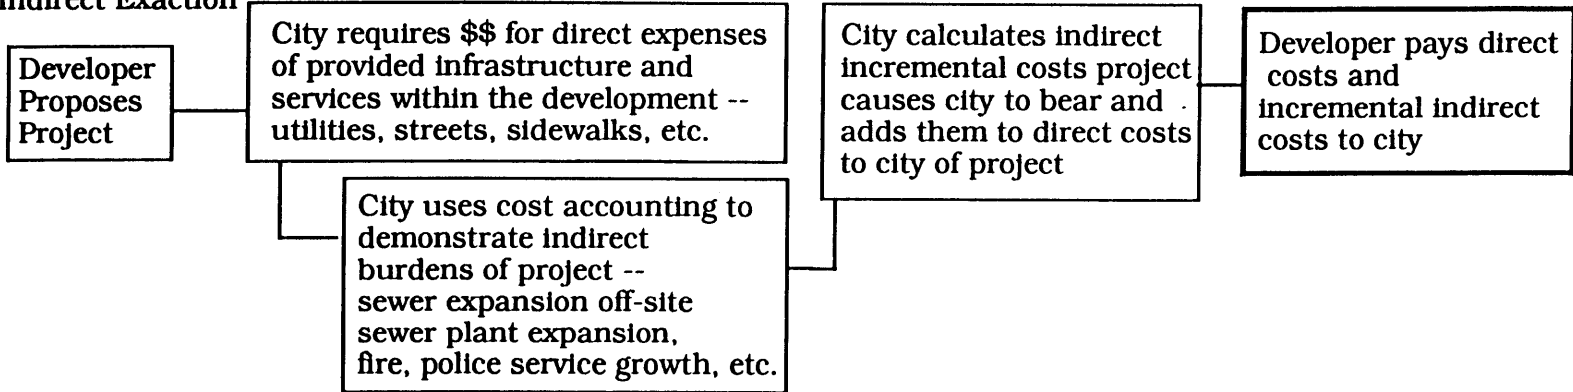 Indirect Exaction
Developer
Proposes
Project
City requires $$ for direct expenses
of provided infrastructure and
services within the development --
utilities, streets, sidewalks, etc.
City uses cost accounting to
demonstrate indirect
burdens of project --
sewer expansion off-site
sewer plant expansion,
fire, police service growth, etc.
City calculates indirect
incremental costs project
causes city to bear and
adds them to direct costs
to city of project
Developer pays direct
costs and
incremental indirect
costs to city